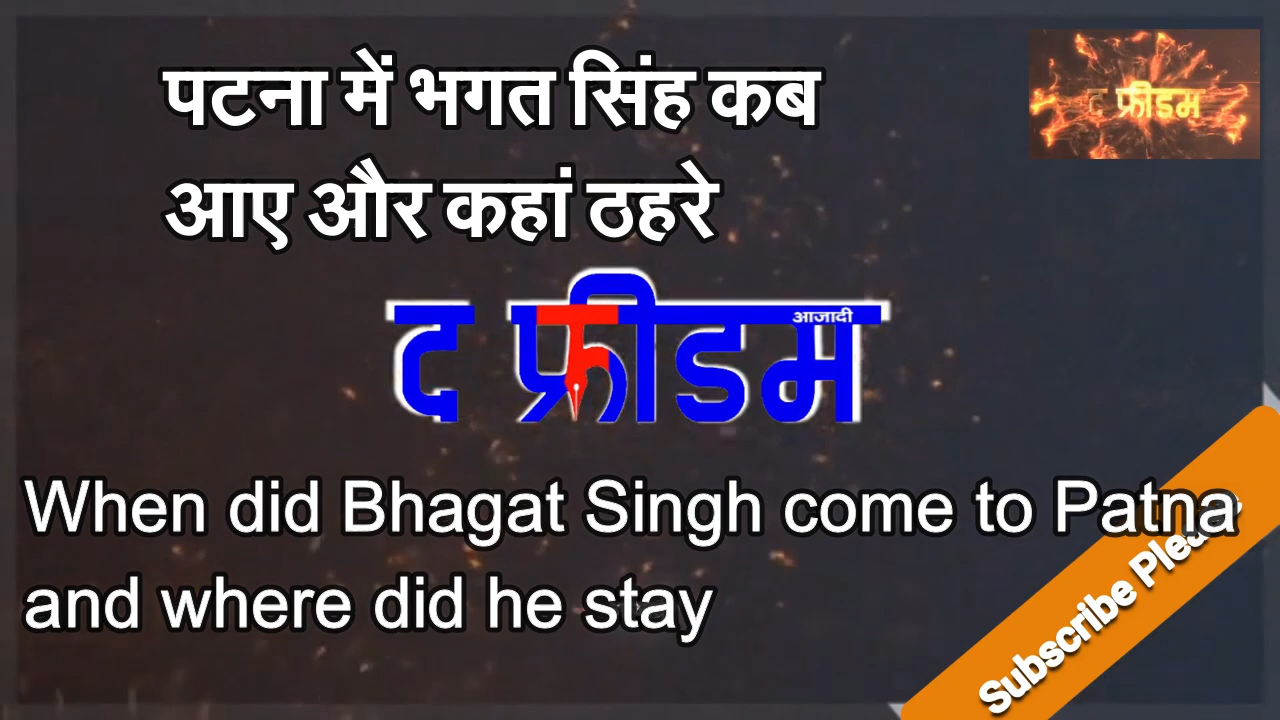 पटना में भगत सिंह कब
आए और कहां ठहरे
द फ्रीडम
द फ्रीडम
आजादी
When did Bhagat Singh come to Patna
and where did he stay
Subscribe Please